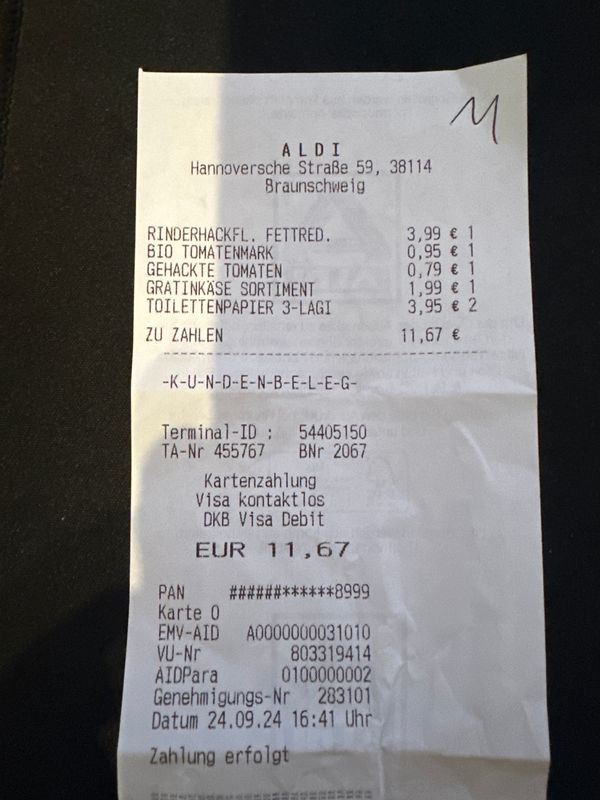 M
ALDI
Hannoversche Straße 59, 38114
Braunschweig
RINDERHACKFL. FETTRED. 3,99 € 1
BIO TOMATENMARK 0,95 € 1
GEHACKTE TOMATEN 0,79 € 1
GRATINKÄSE SORTIMENT 1,99 € 1
TOILETTENPAPIER 3-LAGI 3,95 € 2
ZU ZAHLEN 11,67 €
-K-U-N-D-E-N-B-E-L-E-G-
Terminal-ID : 54405150
TA-Nr 455767 BNr 2067
Kartenzahlung
Visa kontaktlos
DKB Visa Debit
EUR 11,67
PAN ######******8999
Karte 0
EMV-AID A0000000031010
VU-Nr 803319414
AIDPara 0100000002
Genehmigungs-Nr 283101
Datum 24.09.24 16:41 Uhr
Zahlung erfolgt